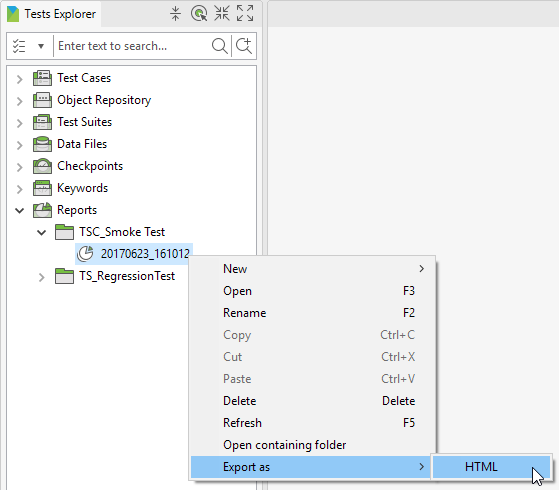 Tests Explorer
Enter text to search...
Test Cases
Object Repository
Test Suites
Data Files
Checkpoints
Keywords
Reports
TSC_Smoke Test
20170623_161012
TS_RegressionTest
New
Open F3
Rename F2
Copy Ctrl+C
Cut Ctrl+X
Paste Ctrl+V
Delete Delete
Refresh F5
Open containing folder
Export as
HTML